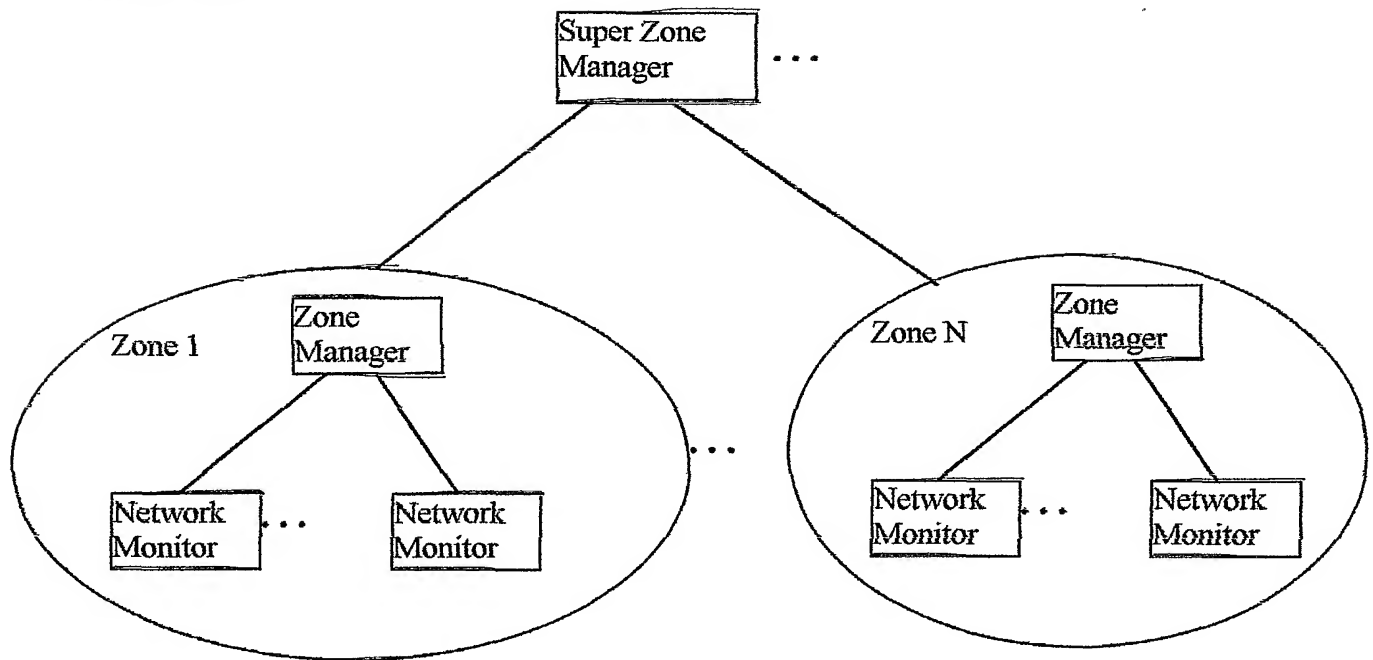 Super Zone
Manager
...
Zone 1
Zone
Manager
Zone N
Zone
Manager
...
Network
Monitor
...
Network
Monitor
Network
Monitor
...
Network
Monitor